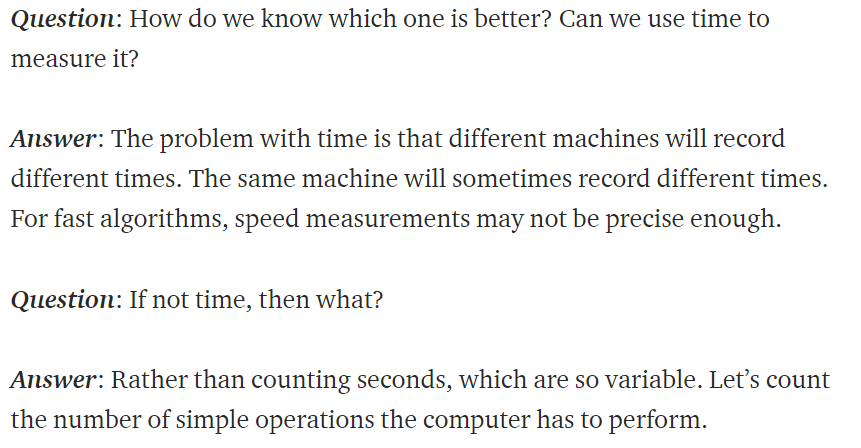 Question: How do we know which one is better? Can we use time to
measure it?
Answer: The problem with time is that different machines will record
different times. The same machine will sometimes record different times.
For fast algorithms, speed measurements may not be precise enough.
Question: If not time, then what?
Answer: Rather than counting seconds, which are so variable. Let’s count
the number of simple operations the computer has to perform.